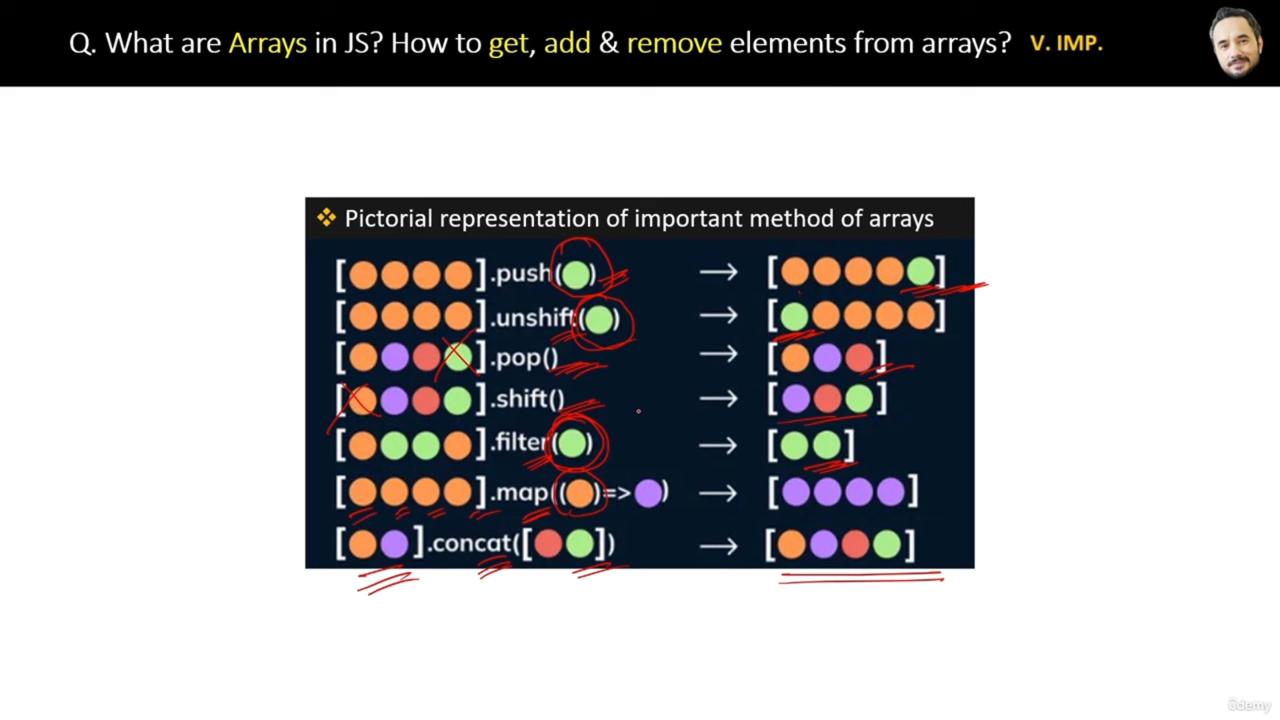 Q. What are Arrays in JS? How to get, add & remove elements from arrays? V. IMP.
❖ Pictorial representation of important method of arrays
[ ].push( ) → [ ]
[ ].unshift( ) → [ ]
[ ].pop() → [ ]
[ ].shift() → [ ]
[ ].filter( ) → [ ]
[ ].map(( )=> ) → [ ]
[ ].concat([ ]) → [ ]
ûdemy